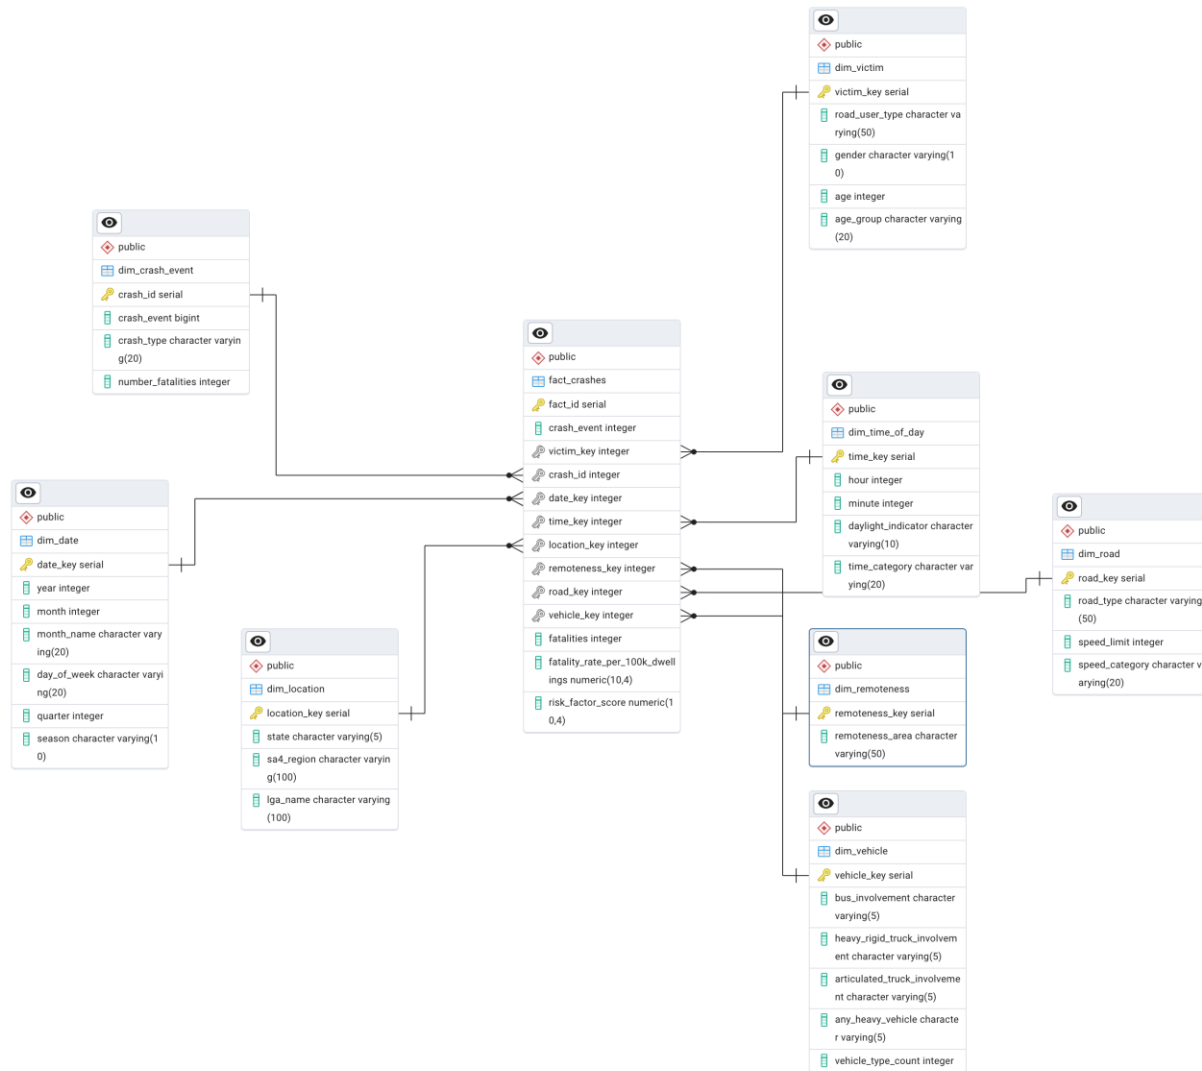 public
dim_victim
victim_key serial
road_user_type character va
rying(50)
gender character varying(1
0)
age integer
age_group character varying
(20)
public
dim_crash_event
crash_id serial
crash_event bigint
crash_type character varyin
g(20)
number_fatalities integer
public
fact_crashes
fact_id serial
crash_event integer
victim_key integer
crash_id integer
date_key integer
time_key integer
location_key integer
remoteness_key integer
road_key integer
vehicle_key integer
fatalities integer
fatality_rate_per_100k_dwell
ings numeric(10,4)
risk_factor_score numeric(1
0,4)
public
dim_time_of_day
time_key serial
hour integer
minute integer
daylight_indicator character
varying(10)
time_category character var
ying(20)
public
dim_date
date_key serial
year integer
month integer
month_name character vary
ing(20)
day_of_week character varyi
ng(20)
quarter integer
season character varying(1
0)
public
dim_road
road_key serial
road_type character varying
(50)
speed_limit integer
speed_category character v
arying(20)
public
dim_location
location_key serial
state character varying(5)
sa4_region character varyin
g(100)
lga_name character varying
(100)
public
dim_remoteness
remoteness_key serial
remoteness_area character
varying(50)
public
dim_vehicle
vehicle_key serial
bus_involvement character
varying(5)
heavy_rigid_truck_involvem
ent character varying(5)
articulated_truck_involveme
nt character varying(5)
any_heavy_vehicle characte
r varying(5)
vehicle_type_count integer